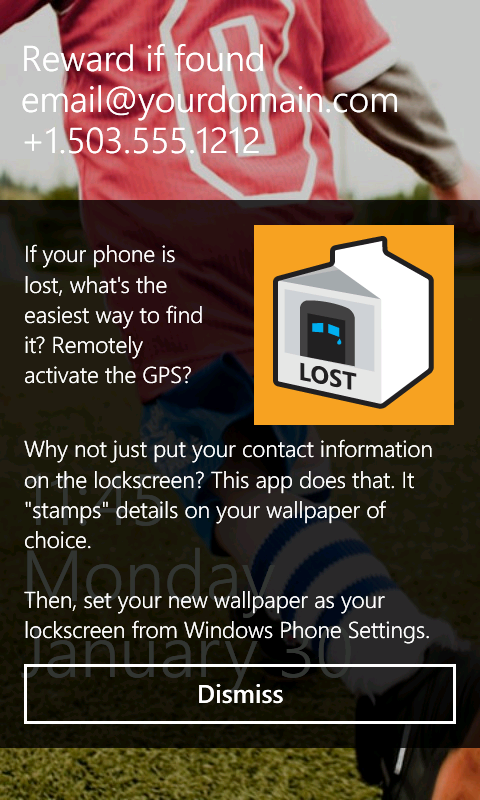 Reward if found
email@yourdomain.com
+1.503.555.1212
If your phone is
lost, what's the
easiest way to find
it? Remotely
activate the GPS?
LOST
Why not just put your contact information
on the lockscreen? This app does that. It
"stamps" details on your wallpaper of
choice.
11:45
Monday
Then, set your new wallpaper as your
lockscreen from Windows Phone Settings.
January 30
Dismiss